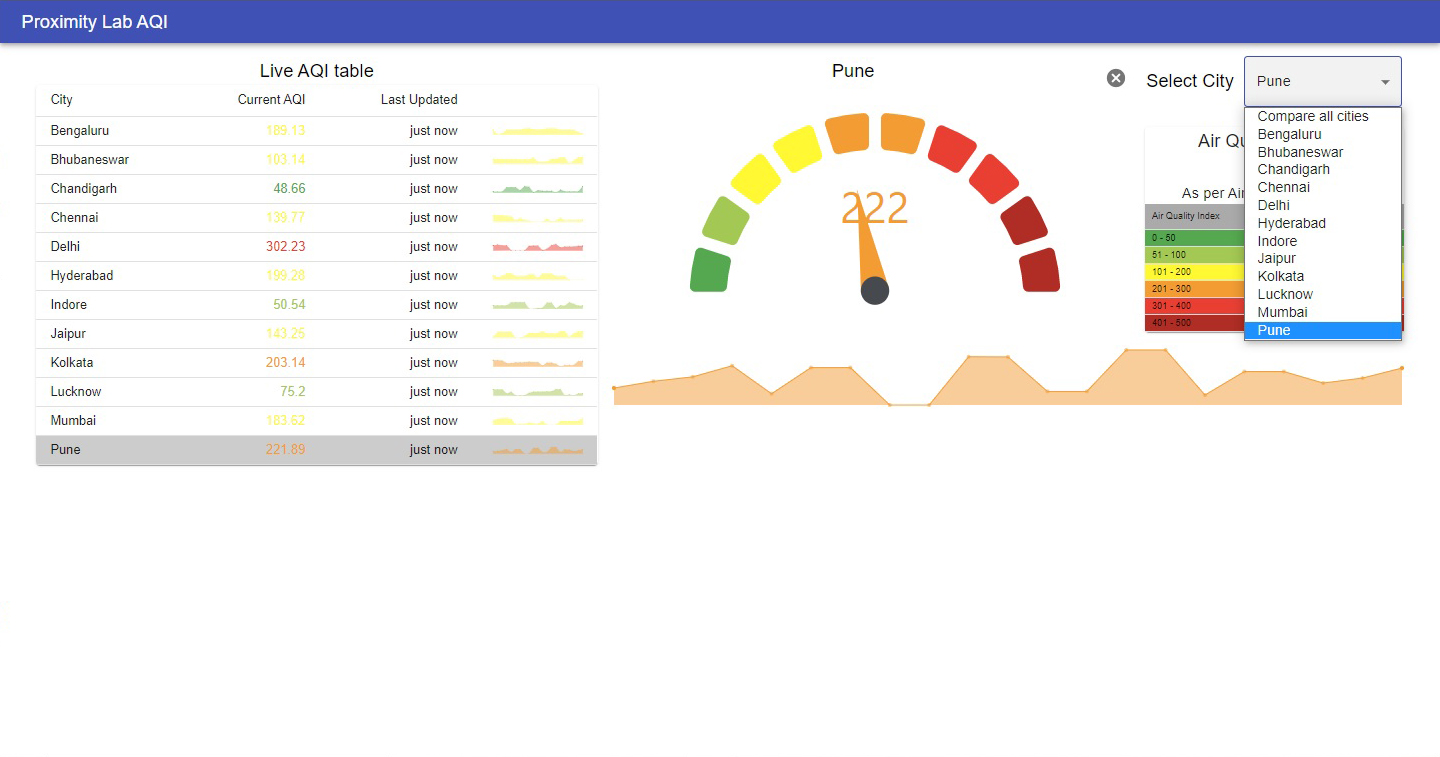 Proximity Lab AQI
Live AQI table
City Current AQI Last Updated
Bengaluru 189.13 just now
Bhubaneswar 103.14 just now
Chandigarh 48.66 just now
Chennai 139.77 just now
Delhi 302.23 just now
Hyderabad 199.28 just now
Indore 50.54 just now
Jaipur 143.25 just now
Kolkata 203.14 just now
Lucknow 75.2 just now
Mumbai 183.62 just now
Pune 221.89 just now
Pune
222
Select City Pune
Compare all cities
Bengaluru
Bhubaneswar
Chandigarh
Chennai
Delhi
Hyderabad
Indore
Jaipur
Kolkata
Lucknow
Mumbai
Pune
Air Qu
As per Air
Air Quality Index
0 - 50
51 - 100
101 - 200
201 - 300
301 - 400
401 - 500